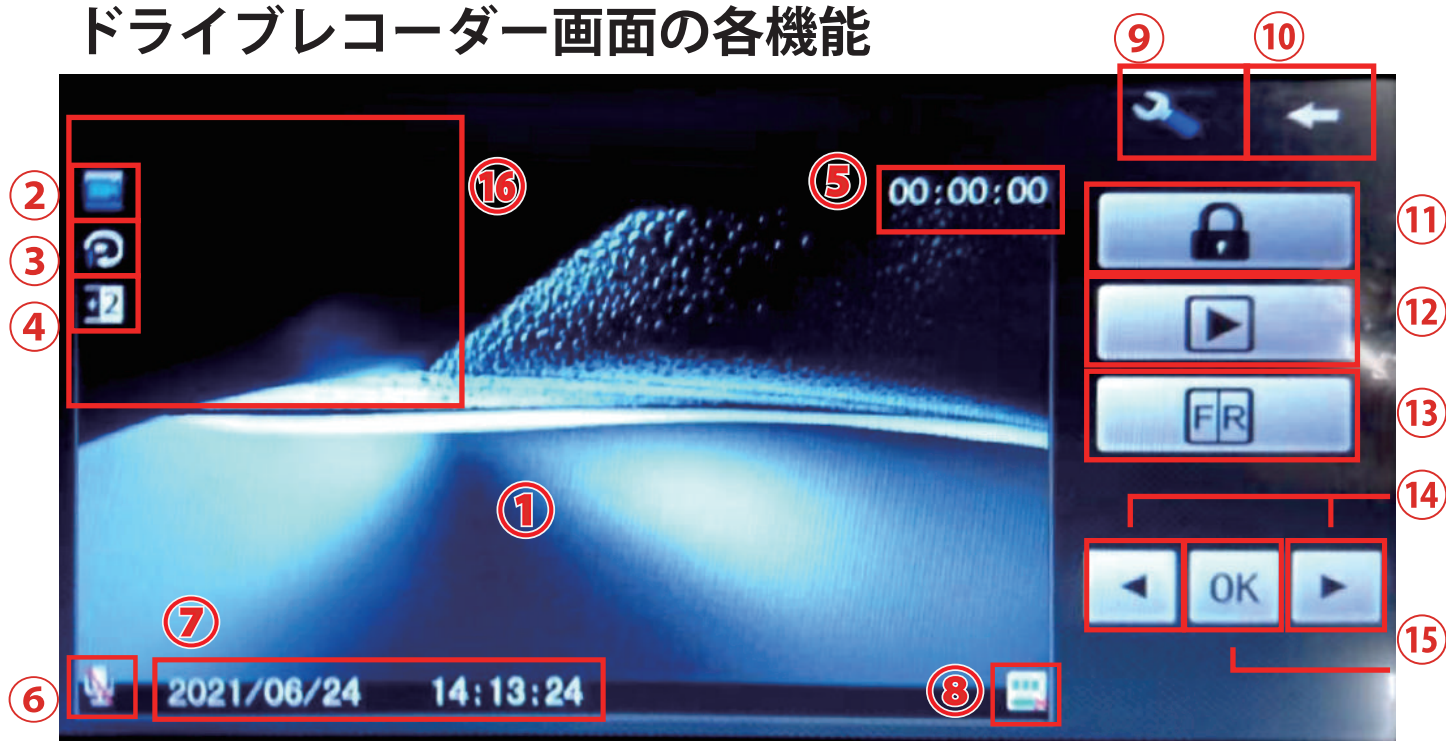 ドライブレコーダー画面の各機能
⑨ ⑩
② ⑯ ⑤ 00:00:00 ⑪
③
④ +2 ⑫
F R ⑬
① ⑭
◀ OK ▶
⑦ ⑮
⑥ 2021/06/24 14:13:24 ⑧